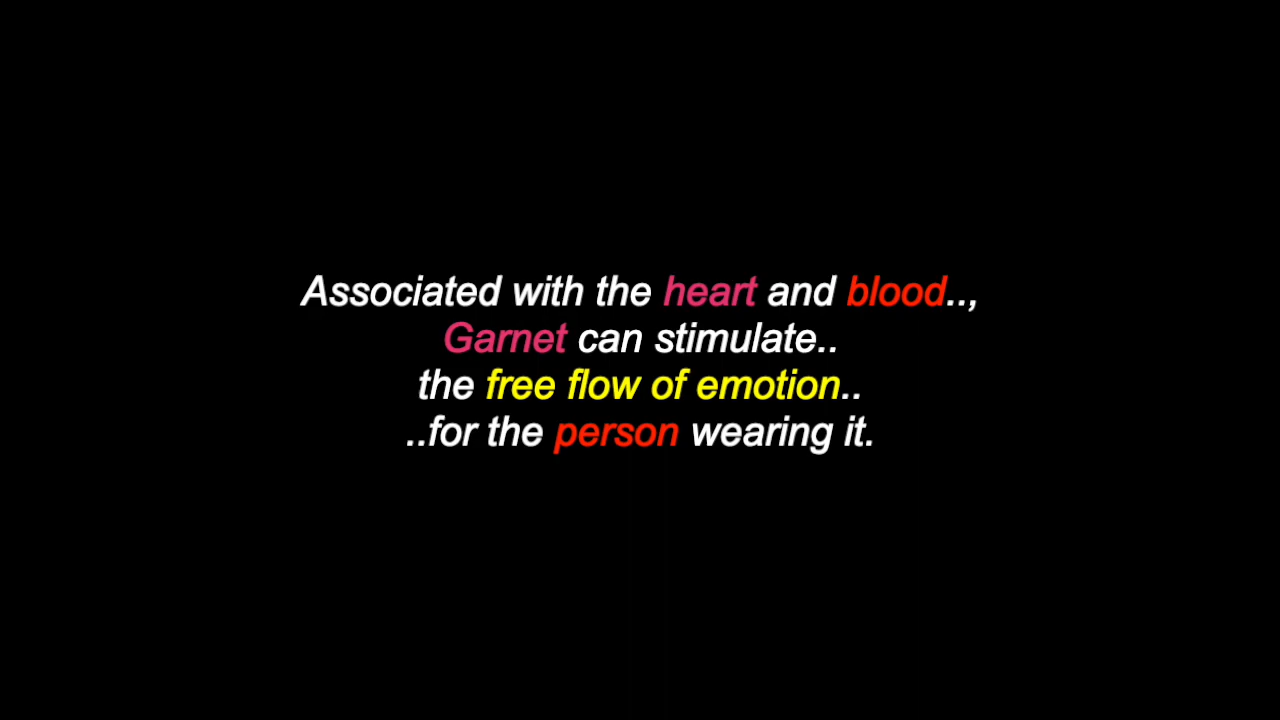 Associated with the heart and blood..,
Garnet can stimulate..
the free flow of emotion..
..for the person wearing it.